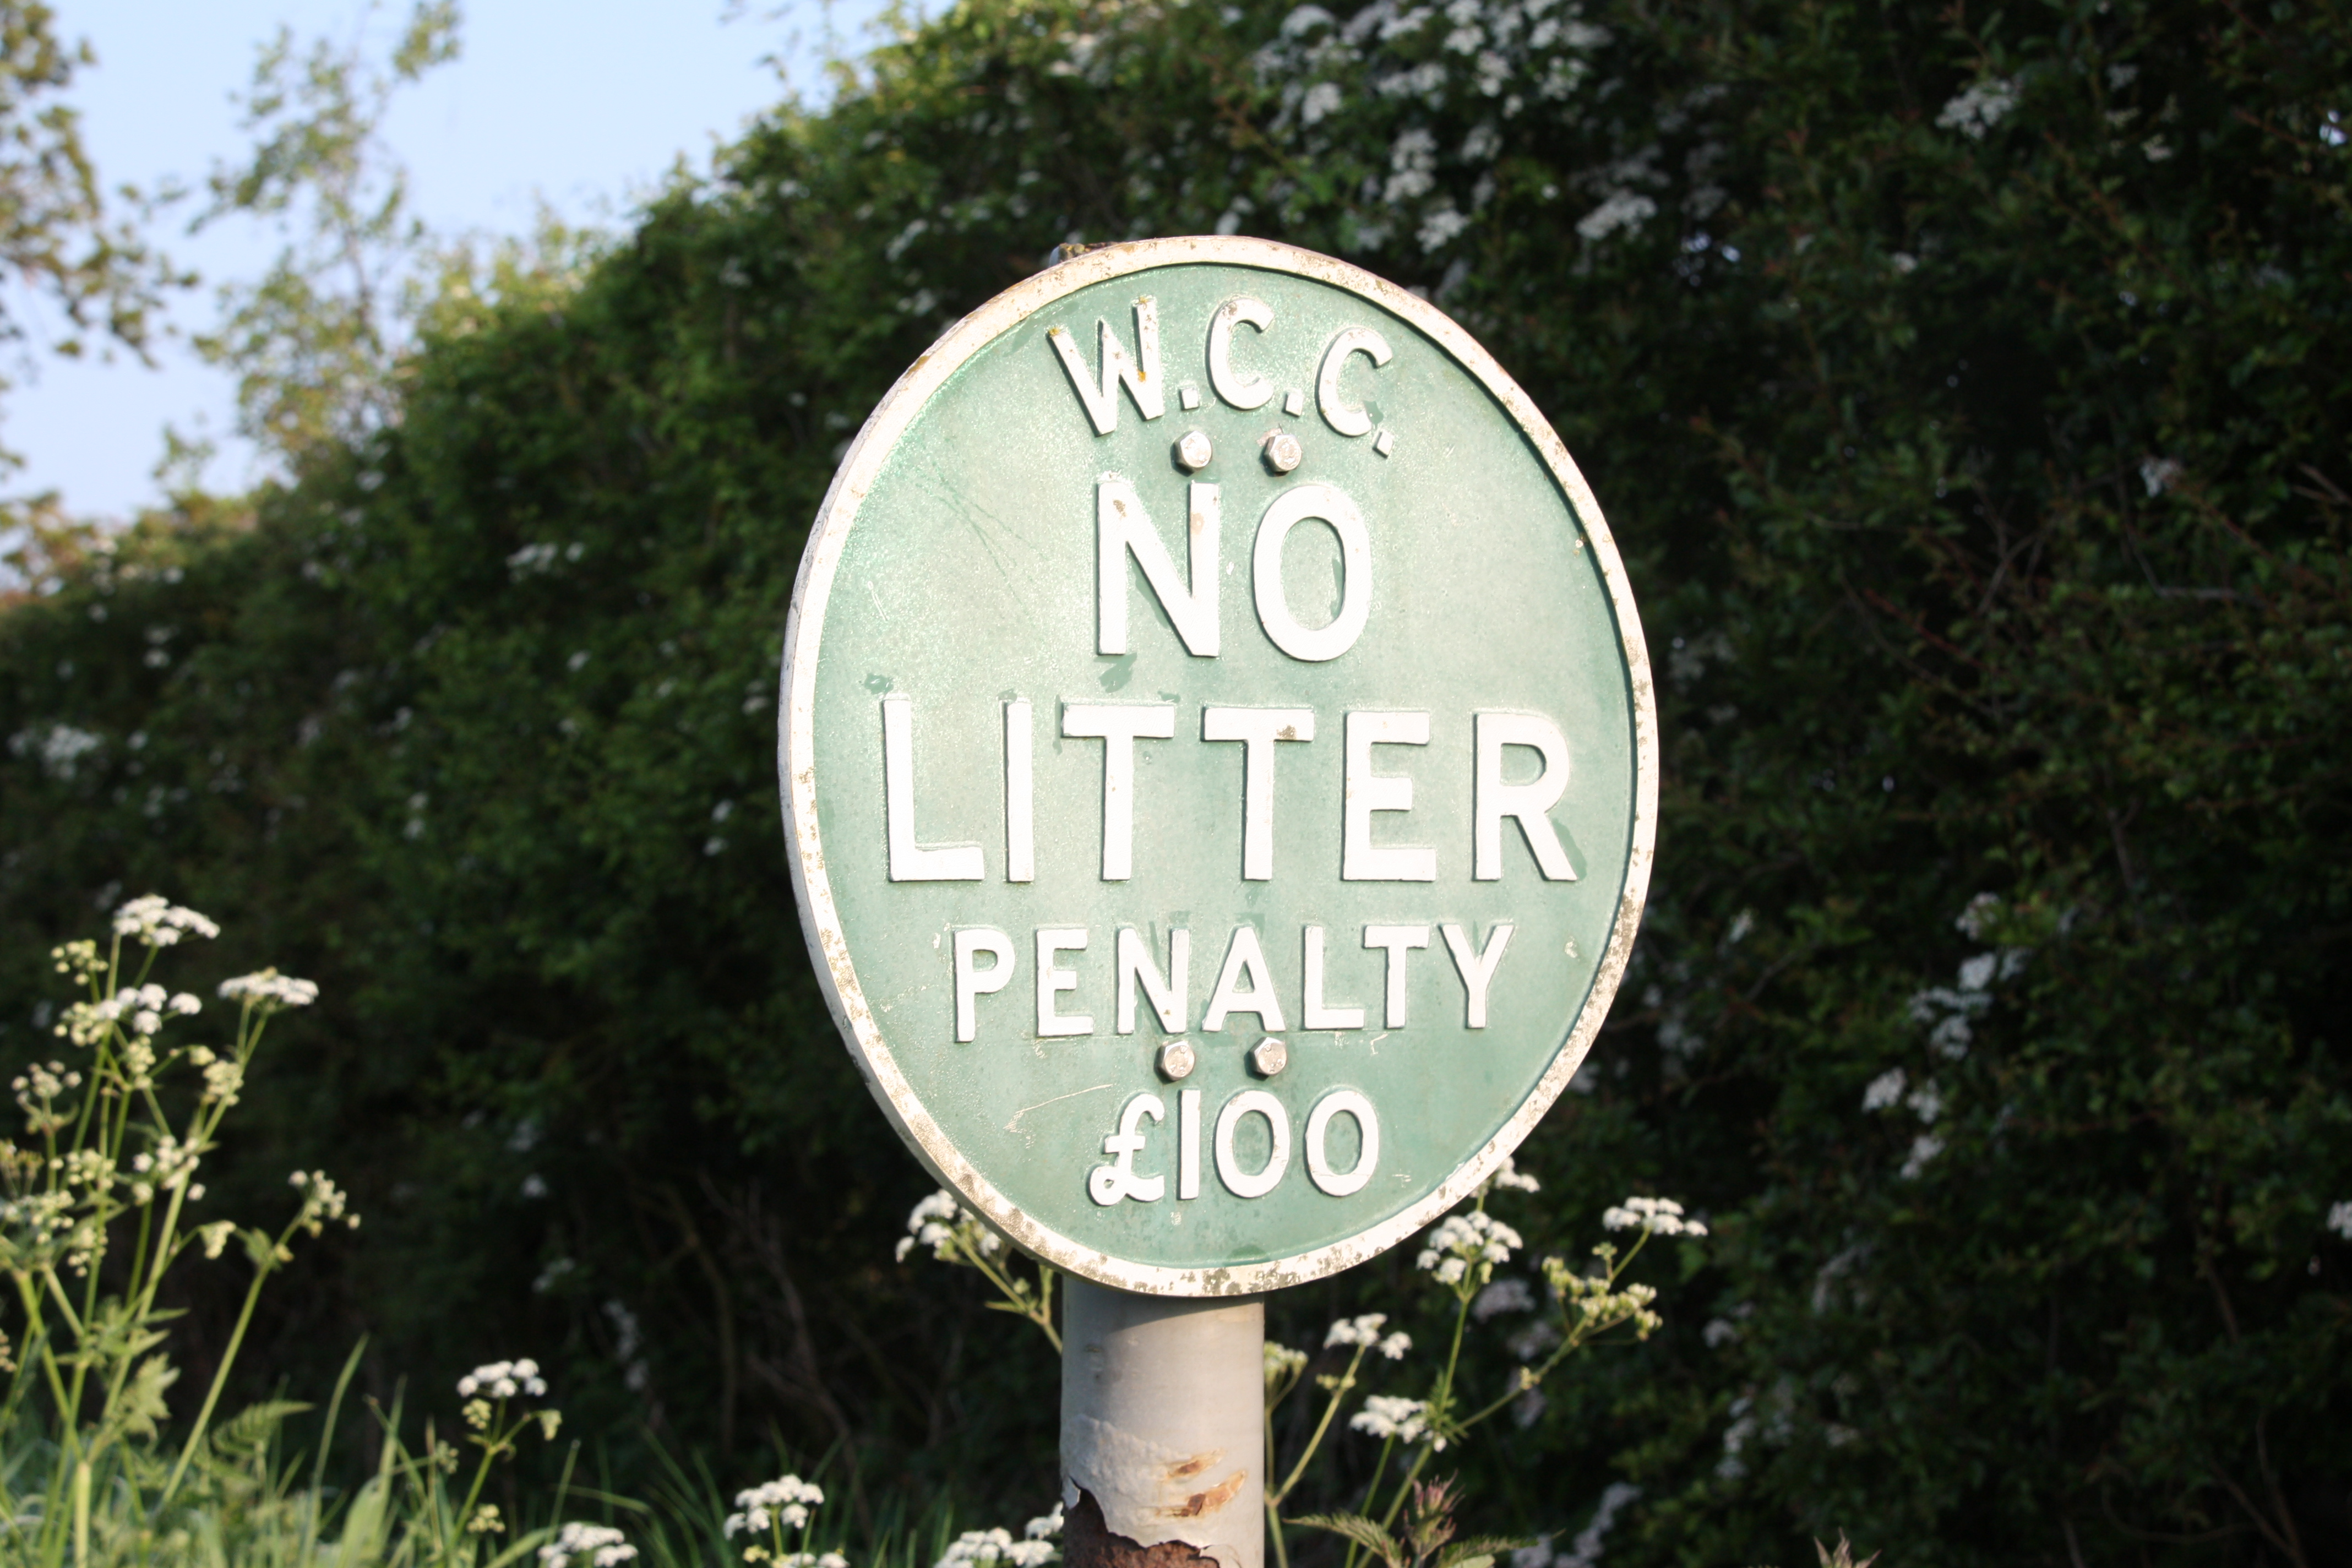 W.C.C.
NO
LITTER
PENALTY
£100